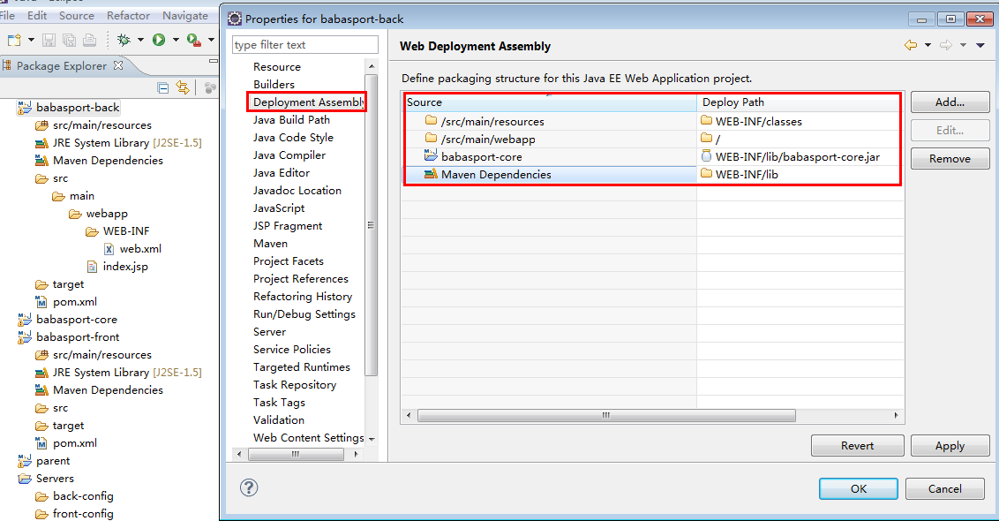 File Edit Source Refactor Navigate
Package Explorer
babasport-back
src/main/resources
JRE System Library [J2SE-1.5]
Maven Dependencies
src
main
webapp
WEB-INF
web.xml
index.jsp
target
pom.xml
babasport-core
babasport-front
src/main/resources
JRE System Library [J2SE-1.5]
Maven Dependencies
src
target
pom.xml
parent
Servers
back-config
front-config
Properties for babasport-back
type filter text
Resource
Builders
Deployment Assembly
Java Build Path
Java Code Style
Java Compiler
Java Editor
Javadoc Location
JavaScript
JSP Fragment
Maven
Project Facets
Project References
Refactoring History
Run/Debug Settings
Server
Service Policies
Targeted Runtimes
Task Repository
Task Tags
Validation
Web Content Settings
Web Deployment Assembly
Define packaging structure for this Java EE Web Application project.
Source Deploy Path
/src/main/resources WEB-INF/classes
/src/main/webapp /
babasport-core WEB-INF/lib/babasport-core.jar
Maven Dependencies WEB-INF/lib
Add...
Edit...
Remove
Revert Apply
OK Cancel